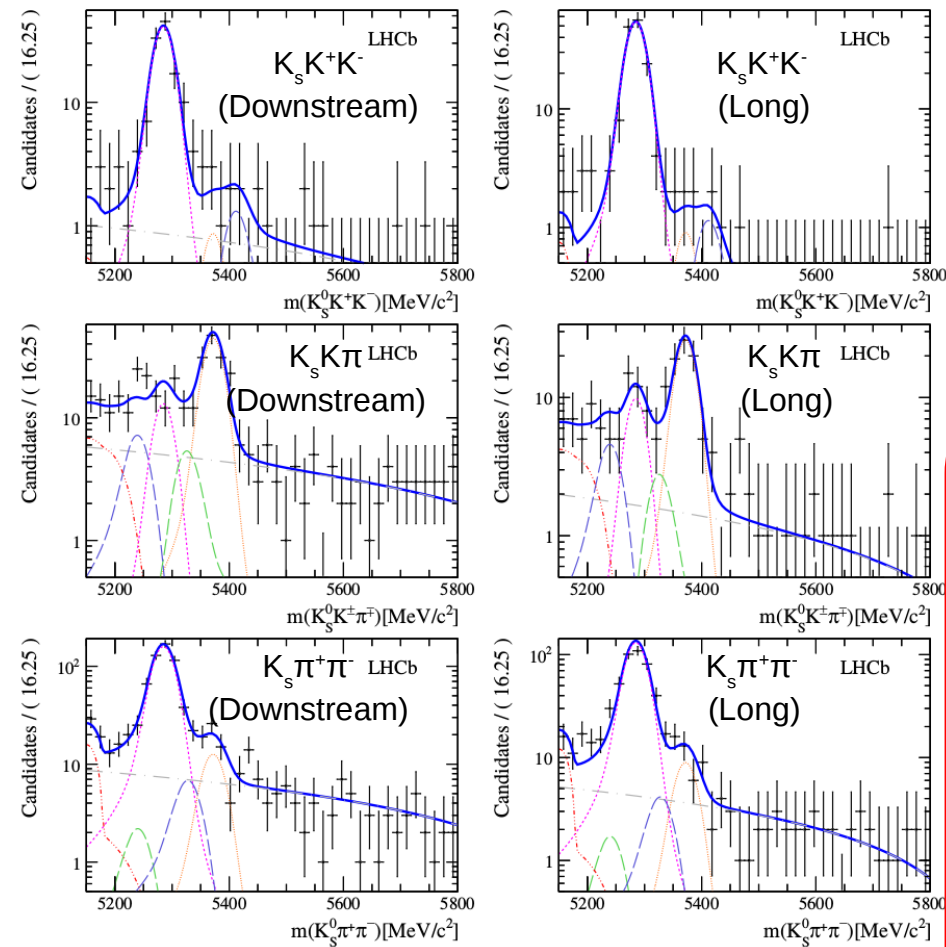 Candidates / ( 16.25 )
LHCb
KₛK⁺K⁻
(Downstream)
10
1
5200 5400 5600 5800
m(K⁰ₛK⁺K⁻)[MeV/c²]
Candidates / ( 16.25 )
LHCb
KₛK⁺K⁻
(Long)
10
1
5200 5400 5600 5800
m(K⁰ₛK⁺K⁻)[MeV/c²]
Candidates / ( 16.25 )
KₛKπ LHCb
(Downstream)
10
1
5200 5400 5600 5800
m(K⁰ₛK±π∓)[MeV/c²]
Candidates / ( 16.25 )
KₛKπ LHCb
(Long)
10
1
5200 5400 5600 5800
m(K⁰ₛK±π∓)[MeV/c²]
Candidates / ( 16.25 )
10²
Kₛπ⁺π⁻ LHCb
(Downstream)
10
1
5200 5400 5600 5800
m(K⁰ₛπ⁺π⁻)[MeV/c²]
Candidates / ( 16.25 )
10²
Kₛπ⁺π⁻ LHCb
(Long)
10
1
5200 5400 5600 5800
m(K⁰ₛπ⁺π⁻)[MeV/c²]